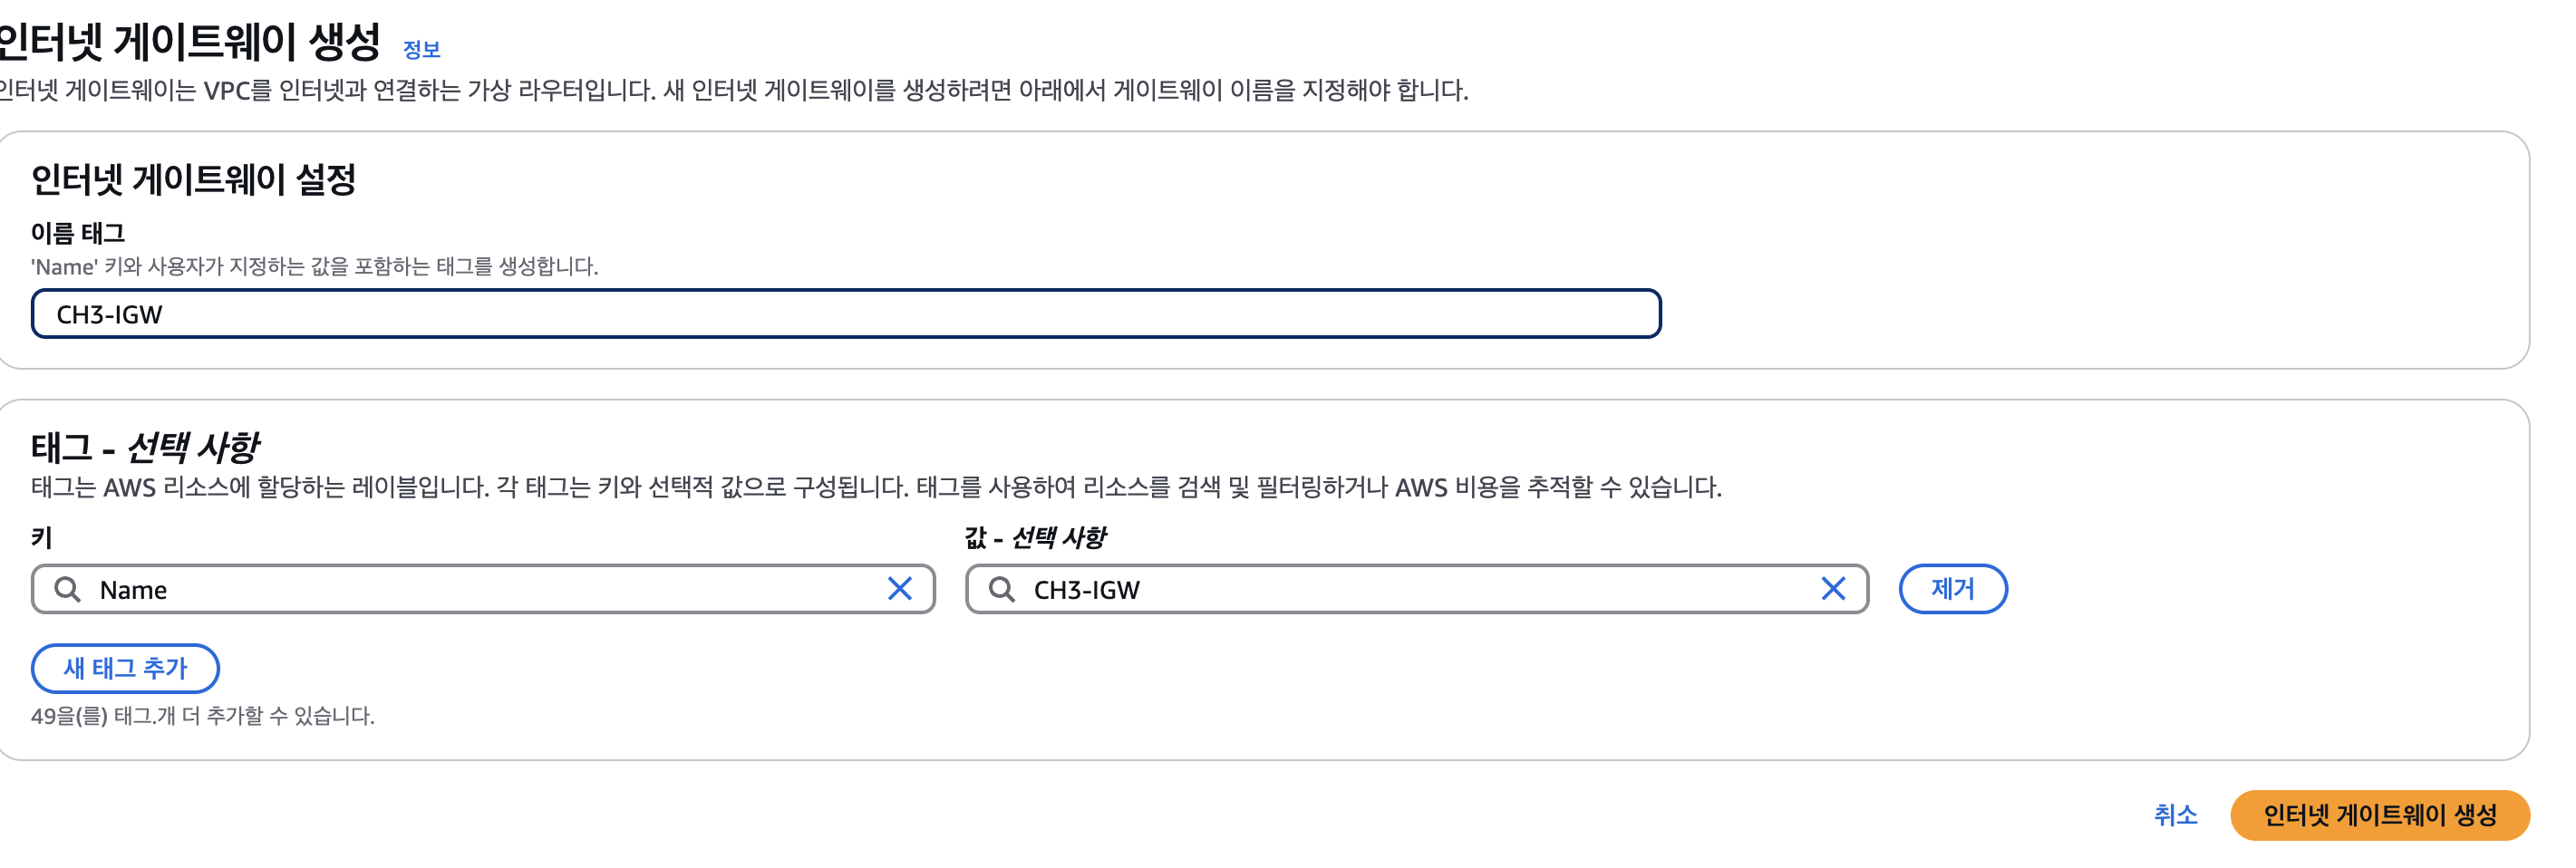 인터넷 게이트웨이 생성 정보
인터넷 게이트웨이는 VPC를 인터넷과 연결하는 가상 라우터입니다. 새 인터넷 게이트웨이를 생성하려면 아래에서 게이트웨이 이름을 지정해야 합니다.
인터넷 게이트웨이 설정
이름 태그
'Name' 키와 사용자가 지정하는 값을 포함하는 태그를 생성합니다.
CH3-IGW
태그 - 선택 사항
태그는 AWS 리소스에 할당하는 레이블입니다. 각 태그는 키와 선택적 값으로 구성됩니다. 태그를 사용하여 리소스를 검색 및 필터링하거나 AWS 비용을 추적할 수 있습니다.
키 값 - 선택 사항
Name CH3-IGW 제거
새 태그 추가
49을(를) 태그.개 더 추가할 수 있습니다.
취소 인터넷 게이트웨이 생성